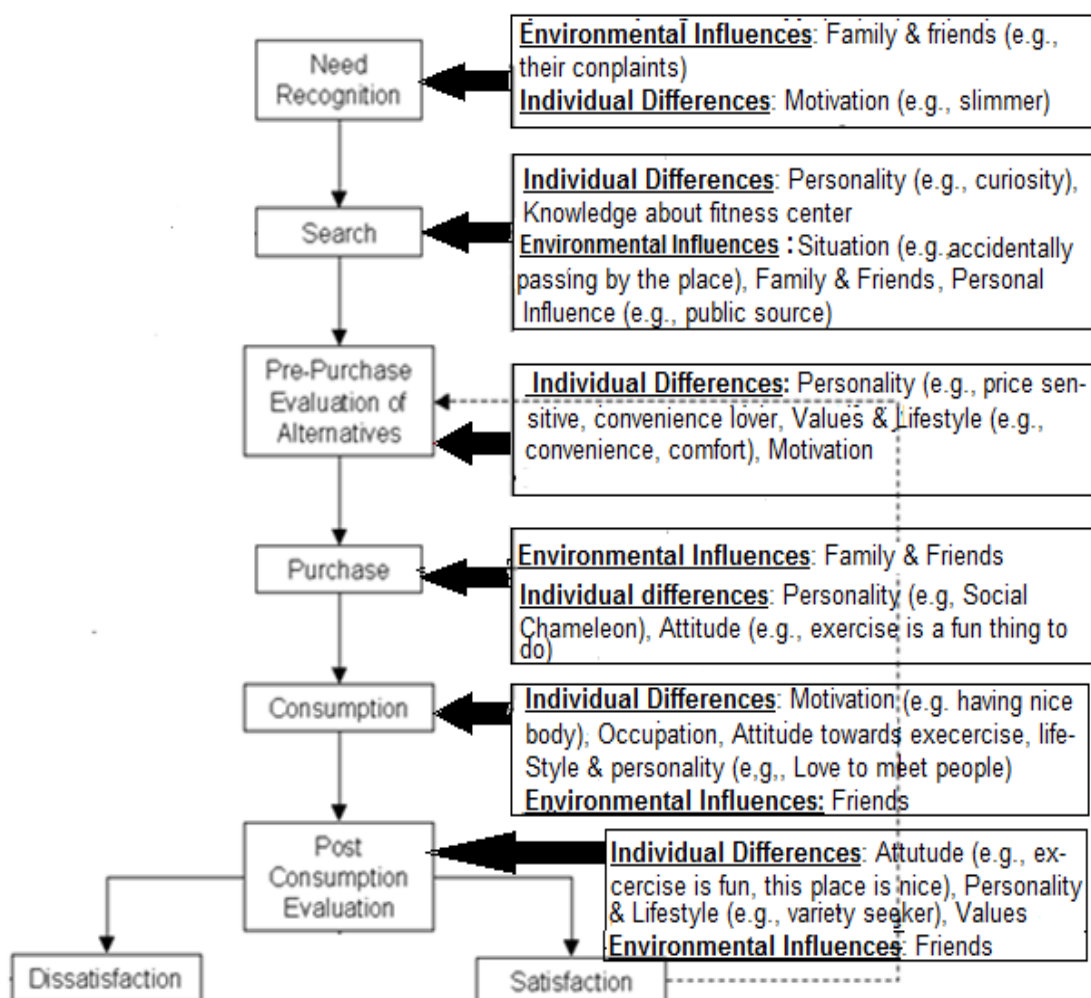 Need
Recognition
Environmental Influences: Family & friends (e.g.,
their conplaints)
Individual Differences: Motivation (e.g., slimmer)
Search
Individual Differences: Personality (e.g., curiosity),
Knowledge about fitness center
Environmental Influences : Situation (e.g., accidentally
passing by the place), Family & Friends, Personal
Influence (e.g., public source)
Pre-Purchase
Evaluation of
Alternatives
Individual Differences: Personality (e.g., price sen-
sitive, convenience lover, Values & Lifestyle (e.g.,
convenience, comfort), Motivation
Purchase
Environmental Influences: Family & Friends
Individual differences: Personality (e.g, Social
Chameleon), Attitude (e.g., exercise is a fun thing to
do)
Consumption
Individual Differences: Motivation (e.g. having nice
body), Occupation, Attitude towards execercise, life-
Style & personality (e,g,, Love to meet people)
Environmental Influences: Friends
Post
Consumption
Evaluation
Individual Differences: Attutude (e.g., ex-
cercise is fun, this place is nice), Personality
& Lifestyle (e.g., variety seeker), Values
Environmental Influences: Friends
Dissatisfaction
Satisfaction